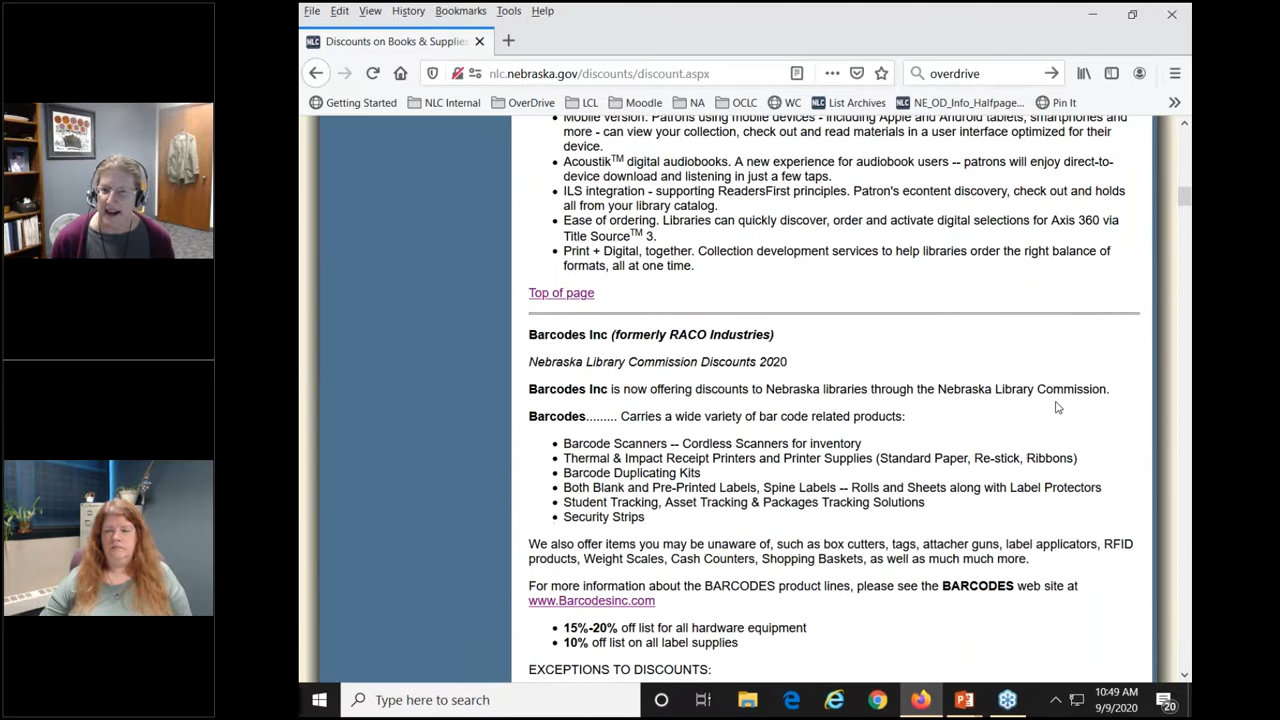 File Edit View History Bookmarks Tools Help
NLC Discounts on Books & Supplies
nlc.nebraska.gov/discounts/discount.aspx
overdrive
Getting Started NLC Internal OverDrive LCL Moodle NA OCLC WC NLC List Archives NLC NE_OD_Info_Halfpage... Pin It
Mobile version. Patrons using mobile devices - including Apple and Android tablets, smartphones and
more - can view your collection, check out and read materials in a user interface optimized for their
device.
Acoustik™ digital audiobooks. A new experience for audiobook users -- patrons will enjoy direct-to-
device download and listening in just a few taps.
ILS integration - supporting ReadersFirst principles. Patron's econtent discovery, check out and holds
all from your library catalog.
Ease of ordering. Libraries can quickly discover, order and activate digital selections for Axis 360 via
Title Source™ 3.
Print + Digital, together. Collection development services to help libraries order the right balance of
formats, all at one time.
Top of page
Barcodes Inc (formerly RACO Industries)
Nebraska Library Commission Discounts 2020
Barcodes Inc is now offering discounts to Nebraska libraries through the Nebraska Library Commission.
Barcodes......... Carries a wide variety of bar code related products:
Barcode Scanners -- Cordless Scanners for inventory
Thermal & Impact Receipt Printers and Printer Supplies (Standard Paper, Re-stick, Ribbons)
Barcode Duplicating Kits
Both Blank and Pre-Printed Labels, Spine Labels -- Rolls and Sheets along with Label Protectors
Student Tracking, Asset Tracking & Packages Tracking Solutions
Security Strips
We also offer items you may be unaware of, such as box cutters, tags, attacher guns, label applicators, RFID
products, Weight Scales, Cash Counters, Shopping Baskets, as well as much much more.
For more information about the BARCODES product lines, please see the BARCODES web site at
www.Barcodesinc.com
15%-20% off list for all hardware equipment
10% off list on all label supplies
EXCEPTIONS TO DISCOUNTS:
Type here to search
10:49 AM
9/9/2020
20